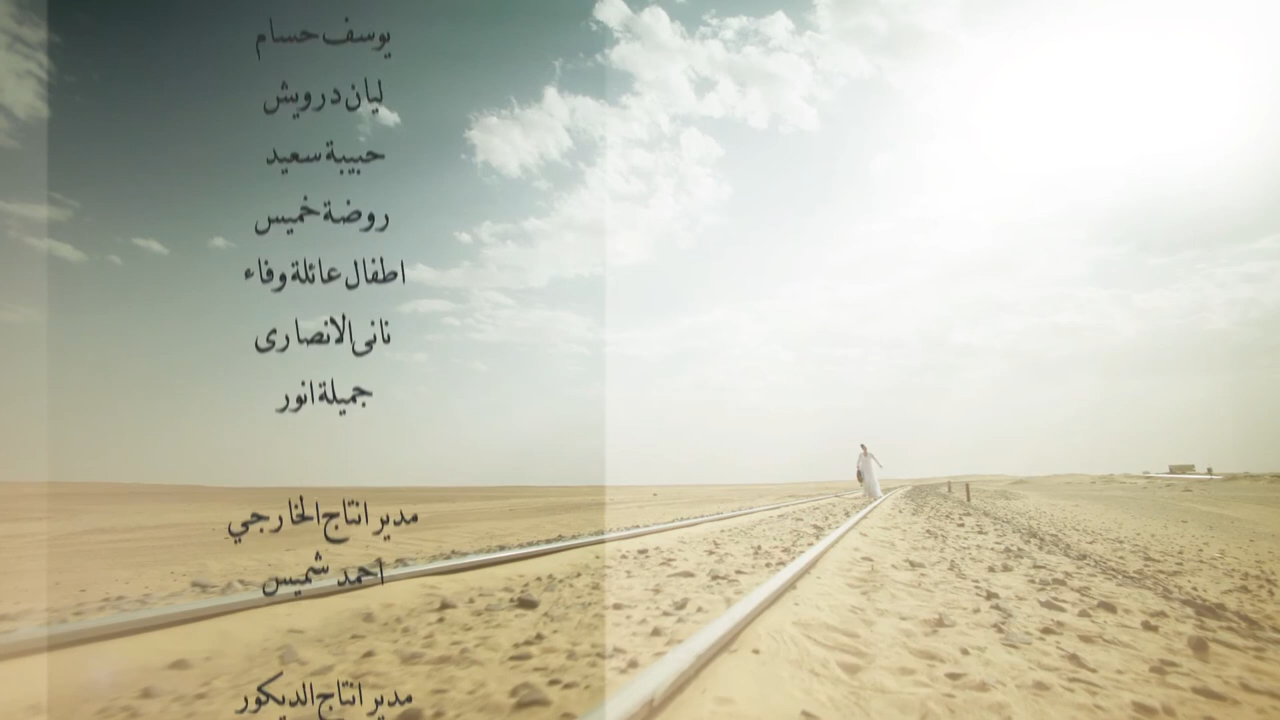 يوسف حسام
ليان درويش
حبيبة سعيد
روضة خميس
اطفال عائلة وفاء
نانى الانصارى
جميلة انور
مدير انتاج الخارجي
احمد شميس
مدير انتاج الديكور